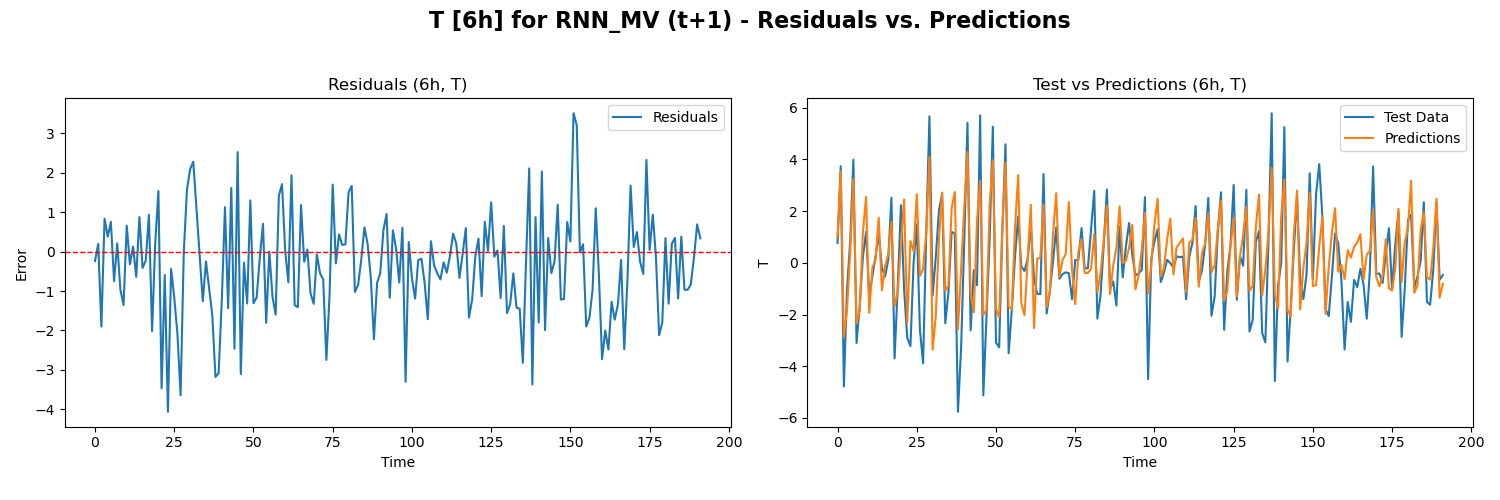 T [6h] for RNN_MV (t+1) - Residuals vs. Predictions
Residuals (6h, T)
Residuals
Error
3
2
1
0
−1
−2
−3
−4
0 25 50 75 100 125 150 175 200
Time
Test vs Predictions (6h, T)
Test Data
Predictions
T
6
4
2
0
−2
−4
−6
0 25 50 75 100 125 150 175 200
Time